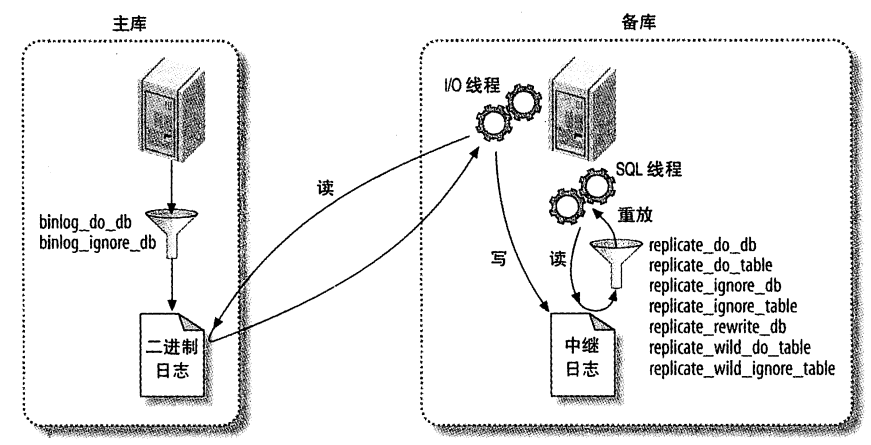 主库
binlog_do_db
binlog_ignore_db
二进制
日志
读
备库
I/O 线程
SQL 线程
重放
写
读
replicate_do_db
replicate_do_table
replicate_ignore_db
replicate_ignore_table
replicate_rewrite_db
replicate_wild_do_table
replicate_wild_ignore_table
中继
日志